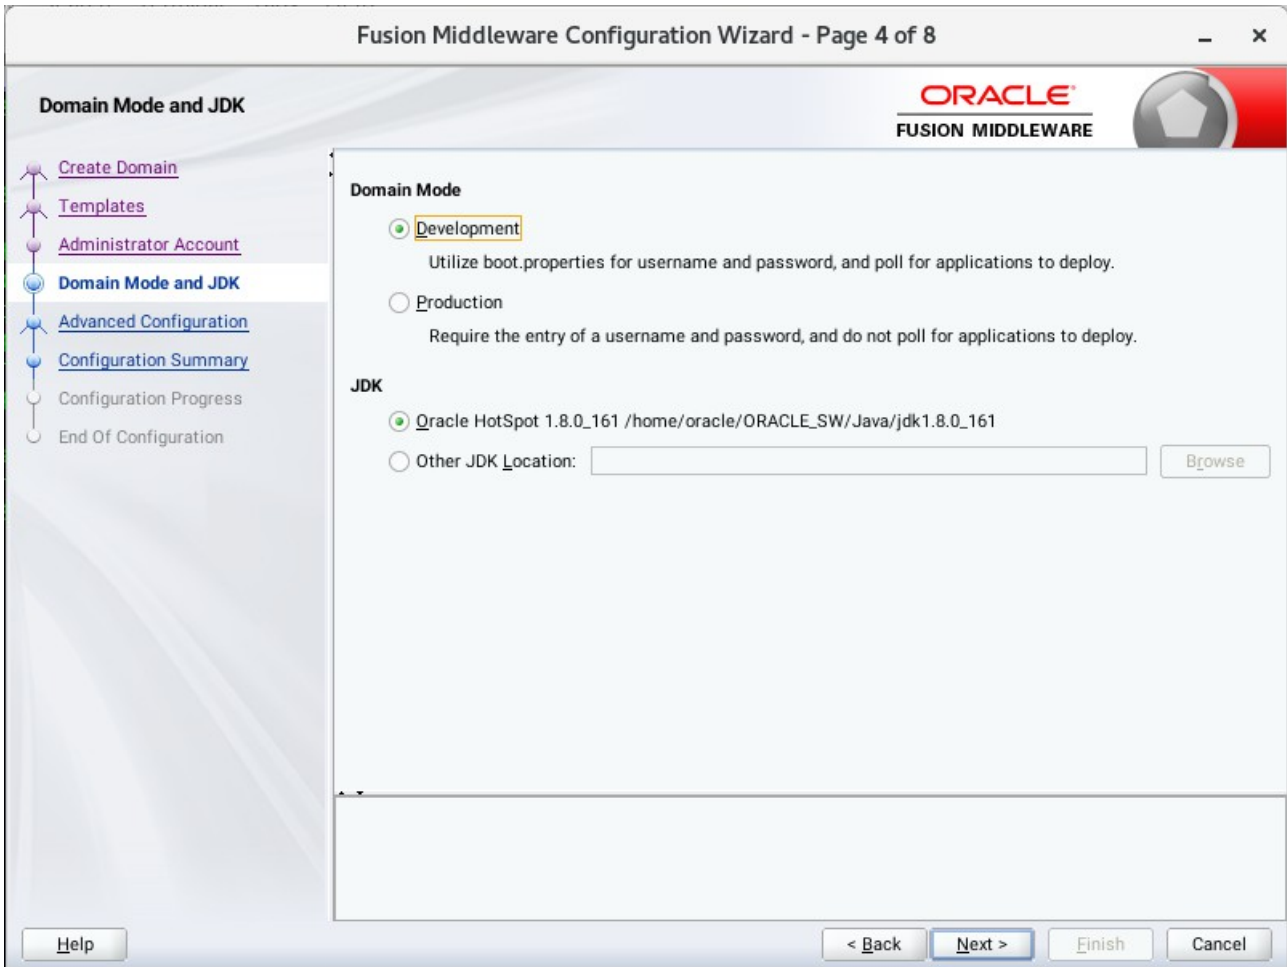 Fusion Middleware Configuration Wizard - Page 4 of 8
Domain Mode and JDK
ORACLE
FUSION MIDDLEWARE
Create Domain
Templates
Administrator Account
Domain Mode and JDK
Advanced Configuration
Configuration Summary
Configuration Progress
End Of Configuration
Domain Mode
Development
Utilize boot.properties for username and password, and poll for applications to deploy.
Production
Require the entry of a username and password, and do not poll for applications to deploy.
JDK
Oracle HotSpot 1.8.0_161 /home/oracle/ORACLE_SW/Java/jdk1.8.0_161
Other JDK Location: Browse
Help < Back Next > Finish Cancel